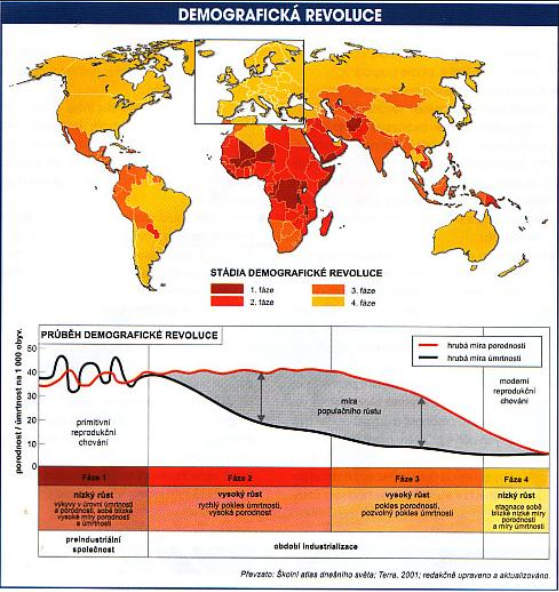 DEMOGRAFICKÁ REVOLUCE
STÁDIA DEMOGRAFICKÉ REVOLUCE
1. fáze
2. fáze
3. fáze
4. fáze
PRŮBĚH DEMOGRAFICKÉ REVOLUCE
hrubá míra porodnosti
hrubá míra úmrtnosti
porodnost / úmrtnost na 1 000 obyv.
50
40
30
20
10
0
primitivní
reprodukční
chování
míra
populačního růstu
moderní
reprodukční
chování
Fáze 1
Fáze 2
Fáze 3
Fáze 4
nízký růst
výkyvy v úrovni úmrtnosti
a porodnosti, sobě blízké
vysoké míry porodnosti
a úmrtnosti
vysoký růst
rychlý pokles úmrtnosti,
vysoká porodnost
vysoký růst
pokles porodnosti,
pozvolný pokles úmrtnosti
nízký růst
stagnace sobě
blízké nízké míry
porodnosti
a míry úmrtnosti
preindustriální
společnost
období industrializace
Převzato: Školní atlas dnešního světa; Terra, 2001; redakčně upraveno a aktualizováno.